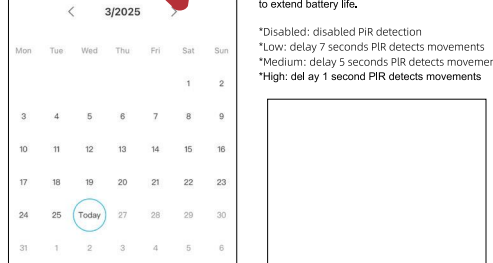 < 3/2025 >
Mon Tue Wed Thu Fri Sat Sun
1 2
3 4 5 6 7 8 9
10 11 12 13 14 15 16
17 18 19 20 21 22 23
24 25 Today 27 28 29 30
31 1 2 3 4 5 6
to extend battery life.
*Disabled: disabled PiR detection
*Low: delay 7 seconds PIR detects movements
*Medium: delay 5 seconds PIR detects
*High: del ay 1 second PIR detects movements